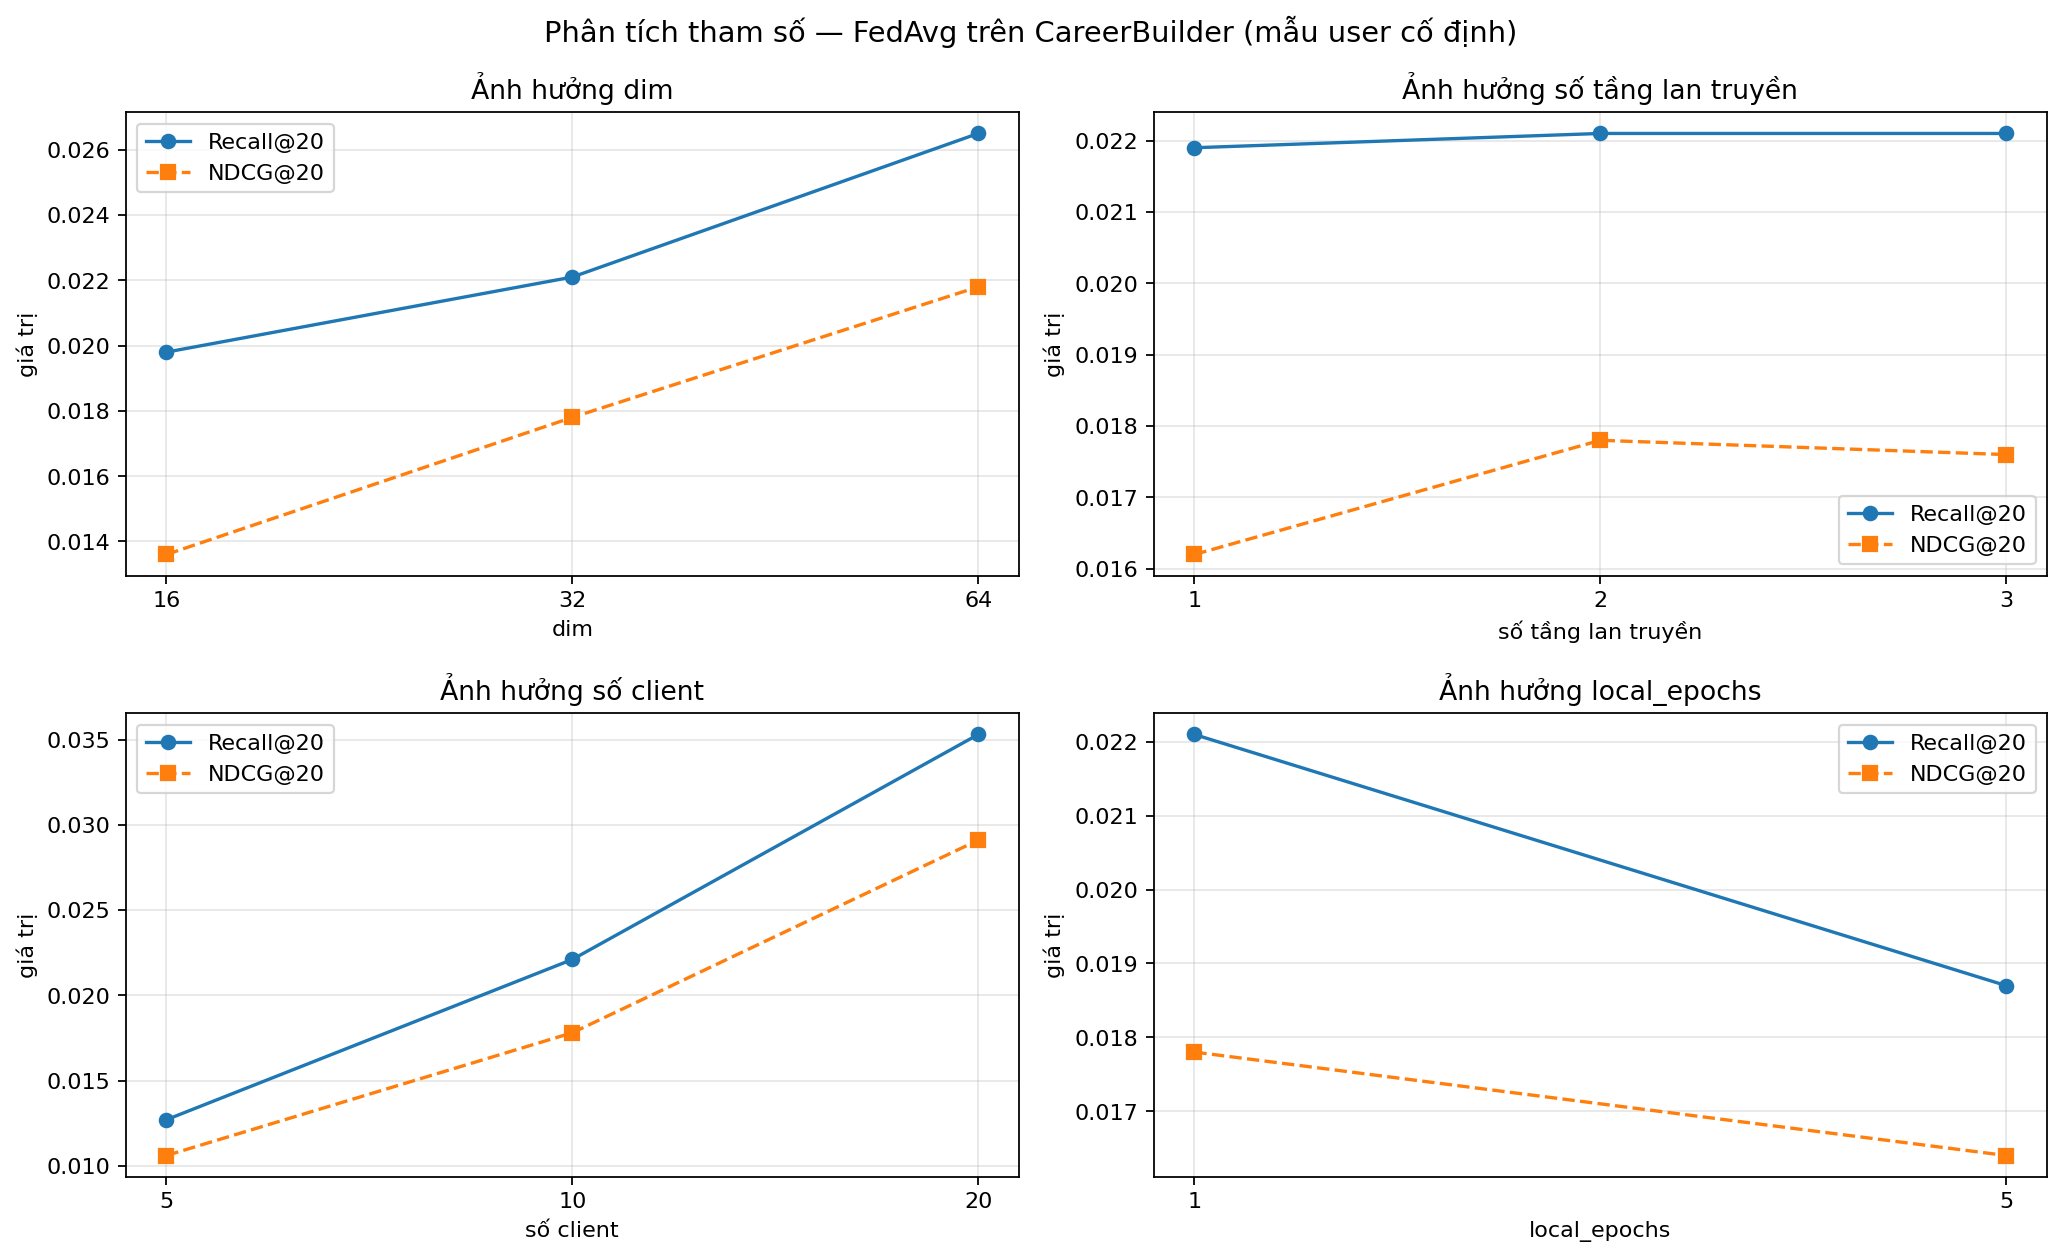 Phân tích tham số — FedAvg trên CareerBuilder (mẫu user cố định)
Ảnh hưởng dim
Recall@20
NDCG@20
giá trị
0.026
0.024
0.022
0.020
0.018
0.016
0.014
16 32 64
dim
Ảnh hưởng số tầng lan truyền
giá trị
0.022
0.021
0.020
0.019
0.018
0.017
0.016
Recall@20
NDCG@20
1 2 3
số tầng lan truyền
Ảnh hưởng số client
Recall@20
NDCG@20
giá trị
0.035
0.030
0.025
0.020
0.015
0.010
5 10 20
số client
Ảnh hưởng local_epochs
Recall@20
NDCG@20
giá trị
0.022
0.021
0.020
0.019
0.018
0.017
1 5
local_epochs